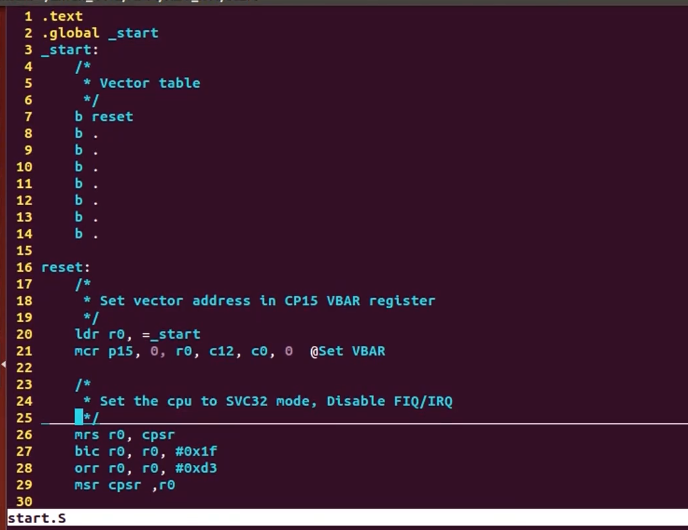 1 .text
2 .global _start
3 _start:
4     /*
5      * Vector table
6      */
7     b reset
8     b .
9     b .
10     b .
11     b .
12     b .
13     b .
14     b .
15
16 reset:
17     /*
18      * Set vector address in CP15 VBAR register
19      */
20     ldr r0, =_start
21     mcr p15, 0, r0, c12, c0, 0  @Set VBAR
22
23     /*
24      * Set the cpu to SVC32 mode, Disable FIQ/IRQ
25      */
26     mrs r0, cpsr
27     bic r0, r0, #0x1f
28     orr r0, r0, #0xd3
29     msr cpsr ,r0
30
start.S